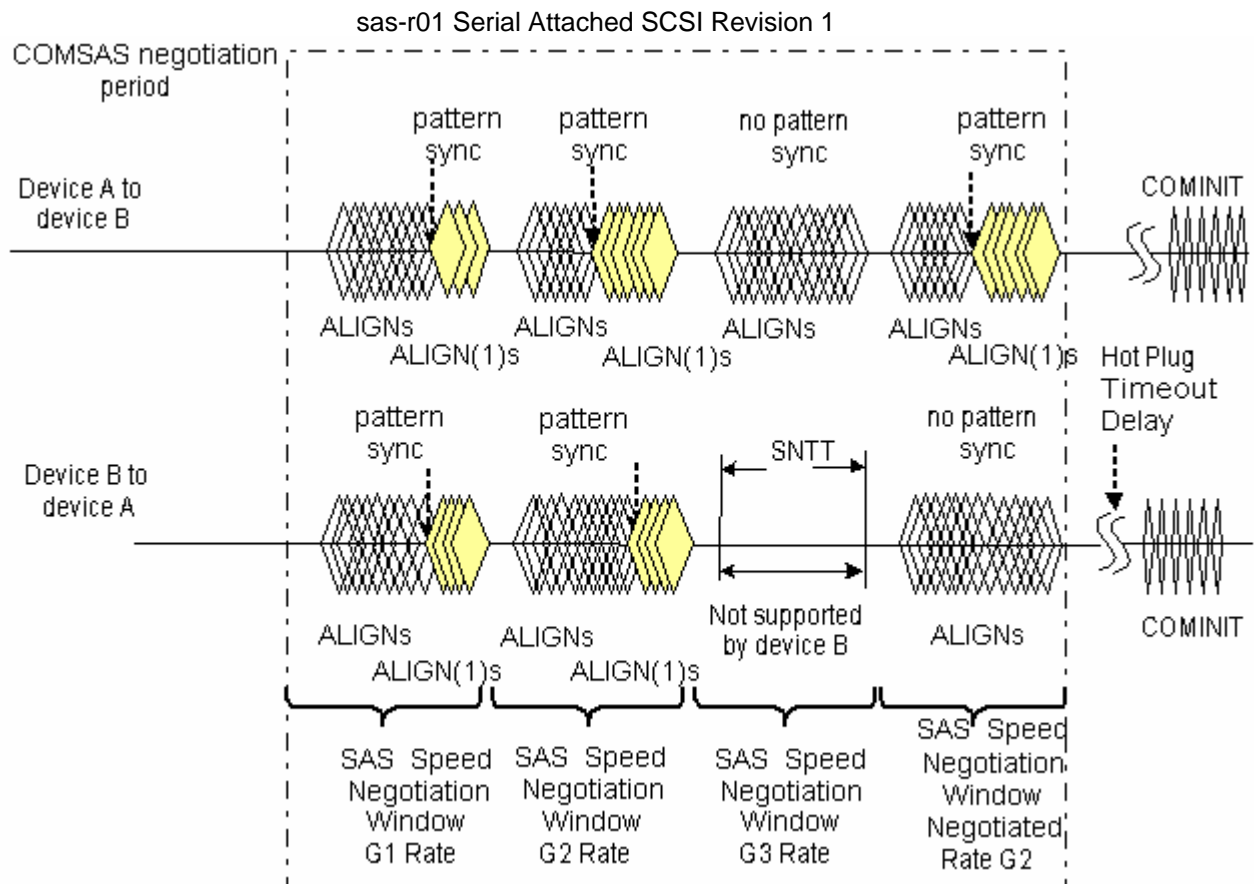 sas-r01 Serial Attached SCSI Revision 1
COMSAS negotiation
period
pattern
sync
pattern
sync
no pattern
sync
pattern
sync
Device A to
device B
COMINIT
ALIGNs
ALIGN(1)s
ALIGNs
ALIGN(1)s
ALIGNs
ALIGNs
ALIGN(1)s
Hot Plug
Timeout
Delay
pattern
sync
pattern
sync
SNTT
no pattern
sync
Device B to
device A
ALIGNs
ALIGN(1)s
ALIGNs
ALIGN(1)s
Not supported
by device B
ALIGNs
COMINIT
SAS Speed
Negotiation
Window
G1 Rate
SAS Speed
Negotiation
Window
G2 Rate
SAS Speed
Negotiation
Window
G3 Rate
SAS Speed
Negotiation
Window
Negotiated
Rate G2